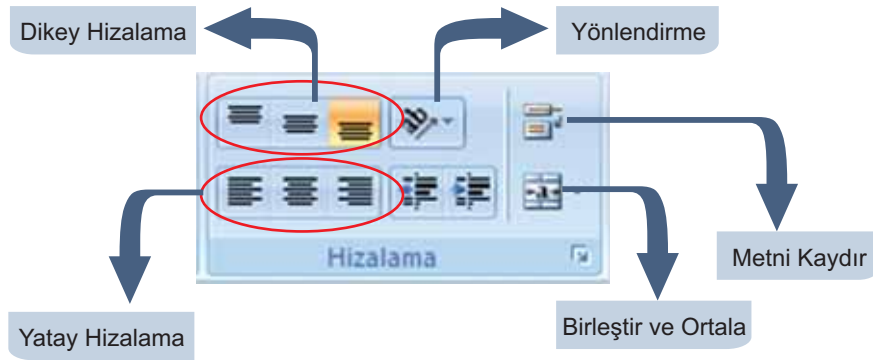 Dikey Hizalama
Yönlendirme
Hizalama
Metni Kaydır
Yatay Hizalama
Birleştir ve Ortala